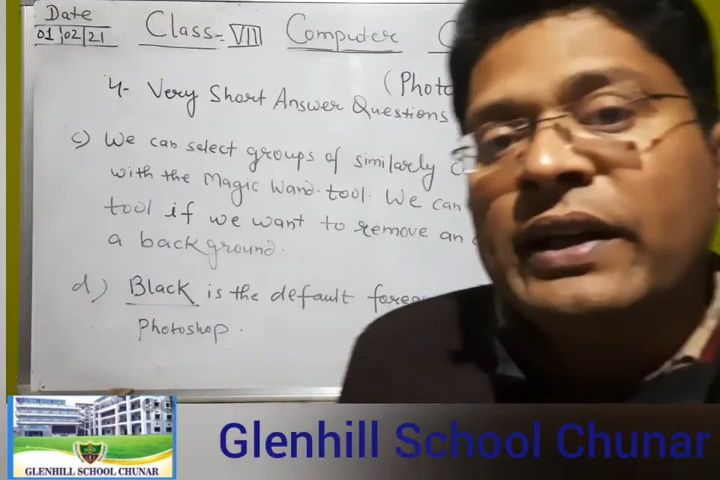 Date
01/02/21
Class-VII Computer
(Photo
4- Very Short Answer Questions
c) We can select groups of similarly
with the Magic Wand tool. We can
tool if we want to remove an
a background.
d) Black is the default
Photoshop.
GLENHILL SCHOOL CHUNAR
Glenhill School Chunar